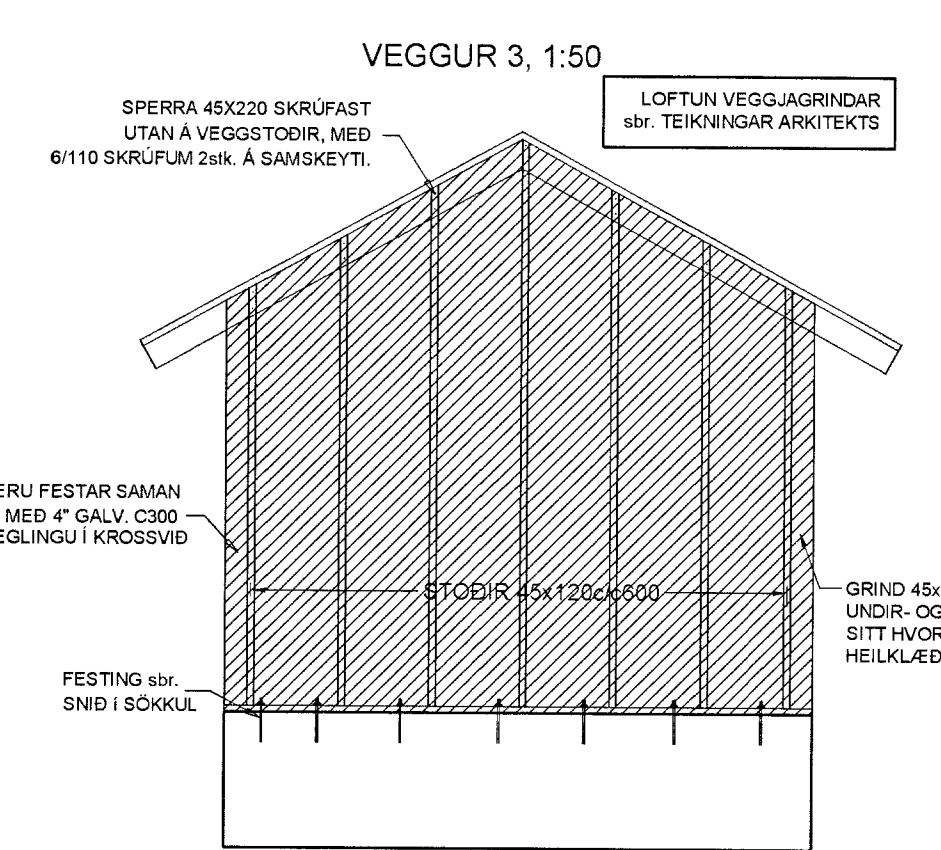 VEGGUR 3, 1:50
SPERRA 45X220 SKRÚFAST
UTAN Á VEGGSTOÐIR, MEÐ
6/110 SKRÚFUM 2stk. Á SAMSKEYTI.
LOFTUN VEGGJAGRINDAR
sbr. TEIKNINGAR ARKITEKTS
ERU FESTAR SAMAN
MEÐ 4" GALV. C300
EGLINGU Í KROSSVIÐ
STOÐIR 45x120c/c600
GRIND 45x
UNDIR- OG
SITT HVOR
HEILKLÆÐ
FESTING sbr.
SNIÐ Í SÖKKUL